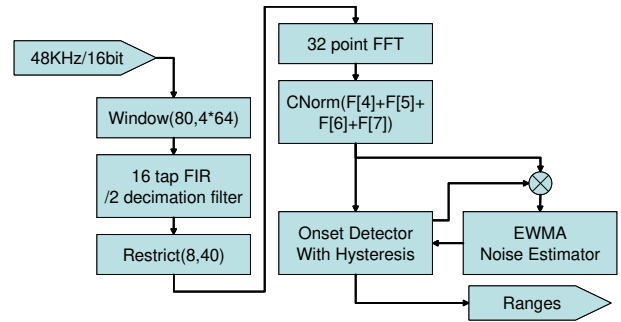 48KHz/16bit
Window(80,4*64)
16 tap FIR
/2 decimation filter
Restrict(8,40)
32 point FFT
CNorm(F[4]+F[5]+
F[6]+F[7])
Onset Detector
With Hysteresis
EWMA
Noise Estimator
Ranges